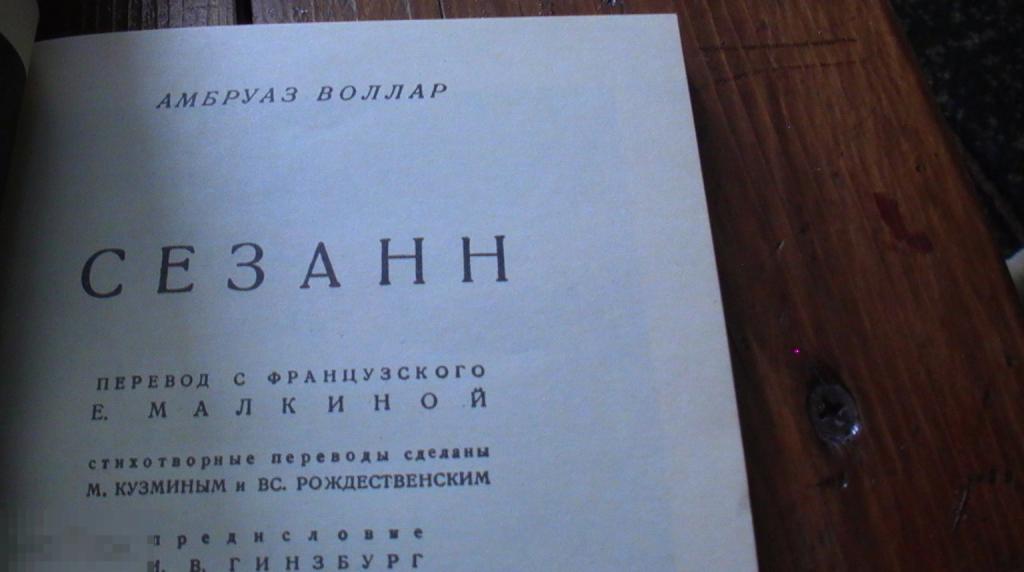 АМБРУАЗ ВОЛЛАР
СЕЗАНН
ПЕРЕВОД С ФРАНЦУЗСКОГО
Е. МАЛКИНОЙ
стихотворные переводы сделаны
М. КУЗМИНЫМ и ВС. РОЖДЕСТВЕНСКИМ
предисловие
И. В. ГИНЗБУРГ